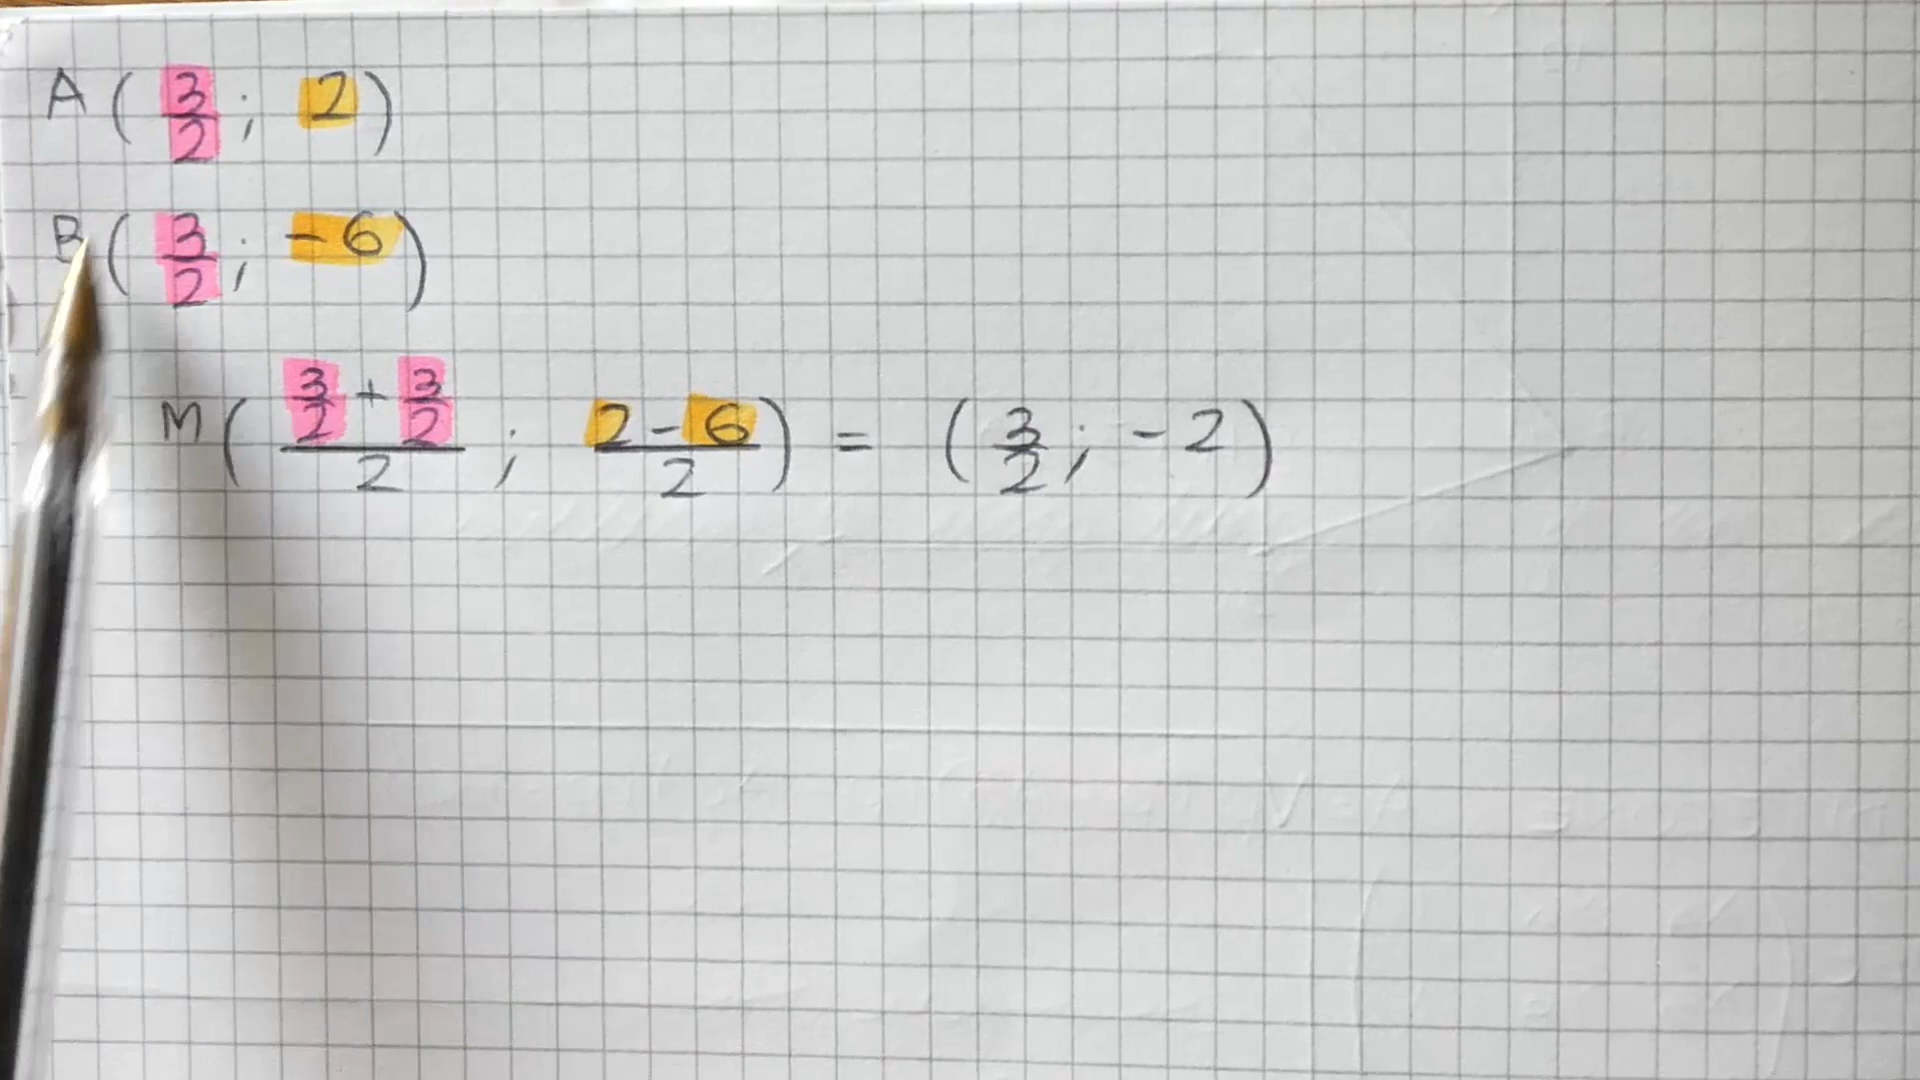 A ( 3/2 ; 2 )
B ( 3/2 ; - 6 )
M ( (3/2 + 3/2)/2 ; (2 - 6)/2 ) = ( 3/2 ; - 2 )